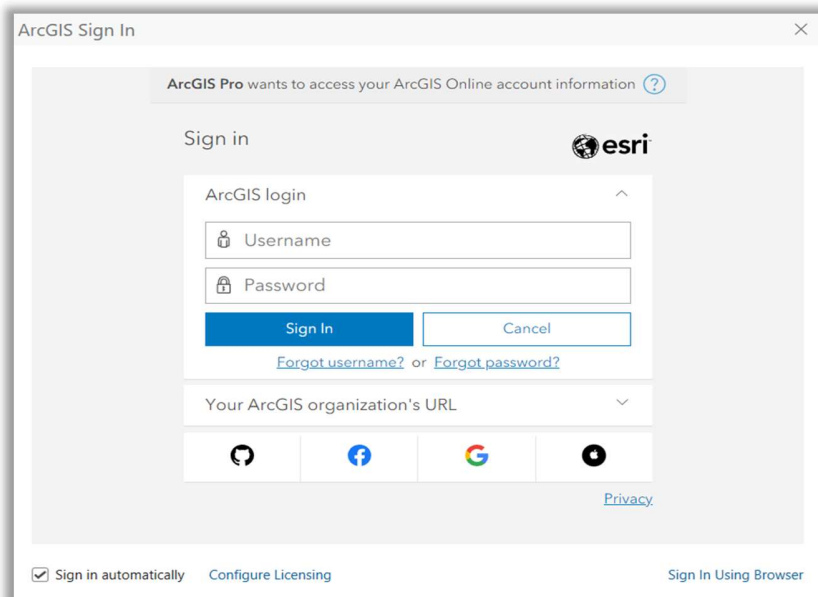 ArcGIS Sign In
ArcGIS Pro wants to access your ArcGIS Online account information ?
Sign in
esri
ArcGIS login
Username
Password
Sign In Cancel
Forgot username? or Forgot password?
Your ArcGIS organization's URL
Privacy
Sign in automatically Configure Licensing Sign In Using Browser